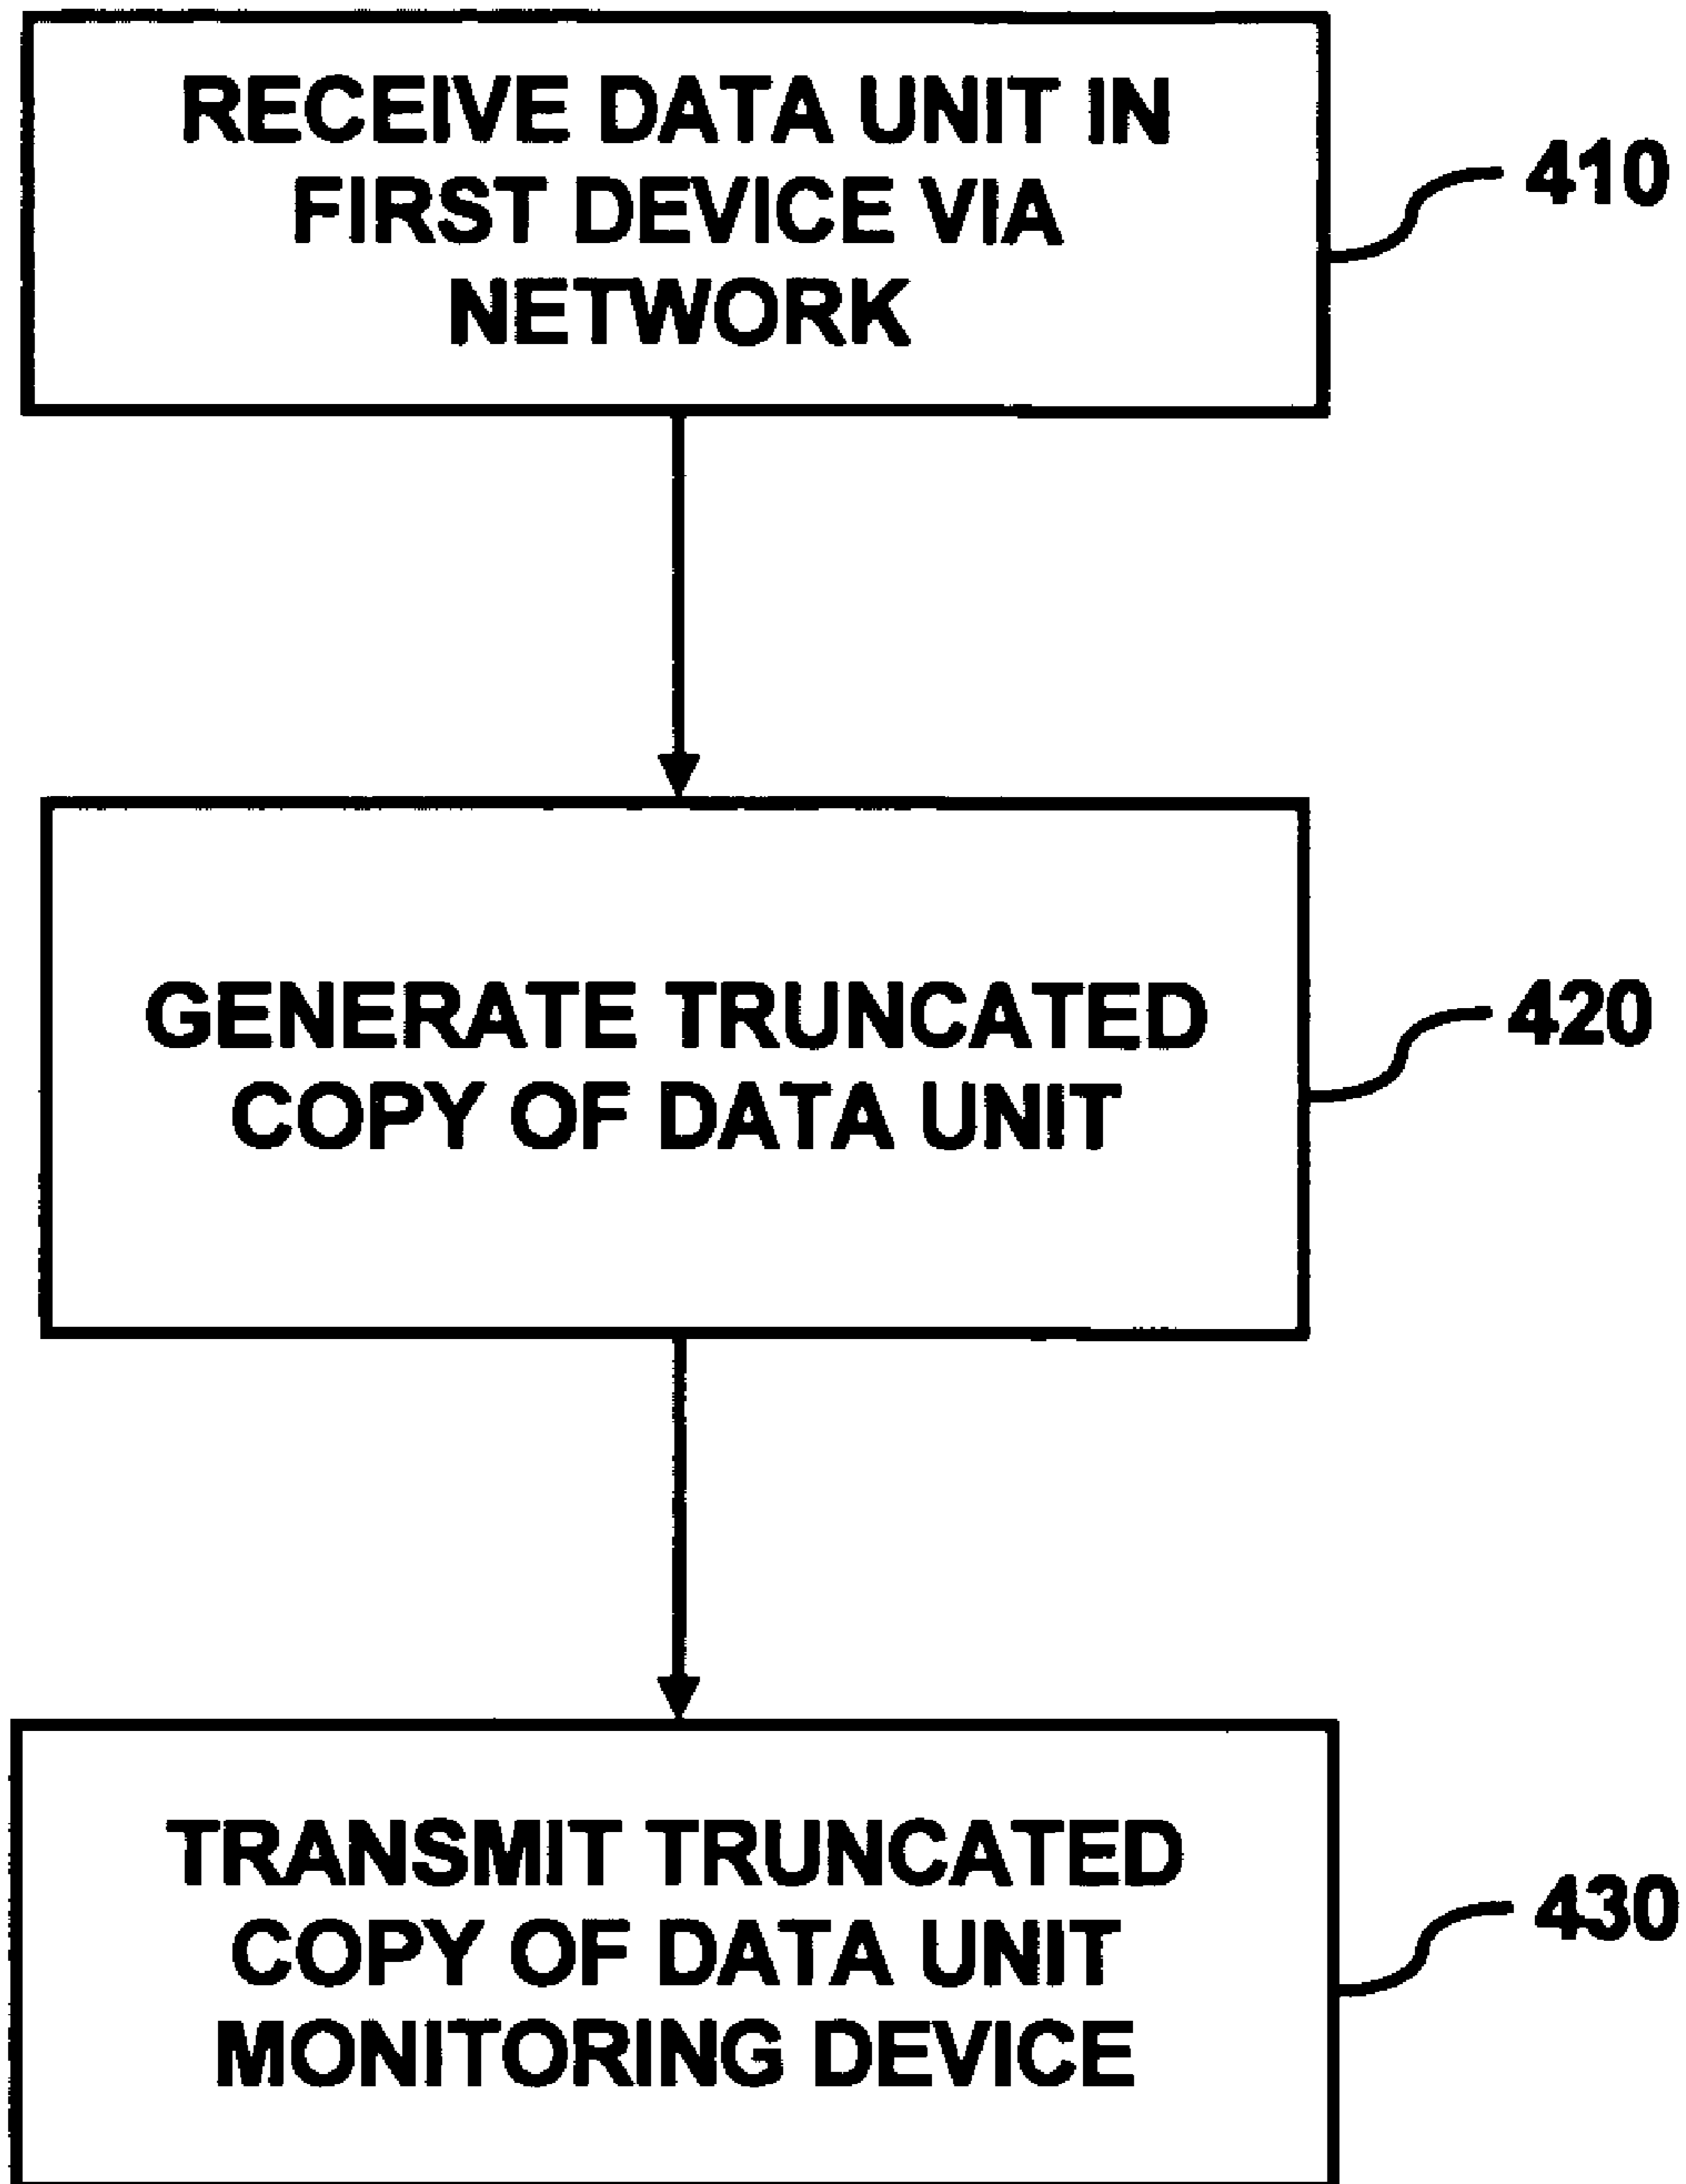 RECEIVE DATA UNIT IN
FIRST DEVICE VIA
NETWORK
410
GENERATE TRUNCATED
COPY OF DATA UNIT
420
TRANSMIT TRUNCATED
COPY OF DATA UNIT
MONITORING DEVICE
430